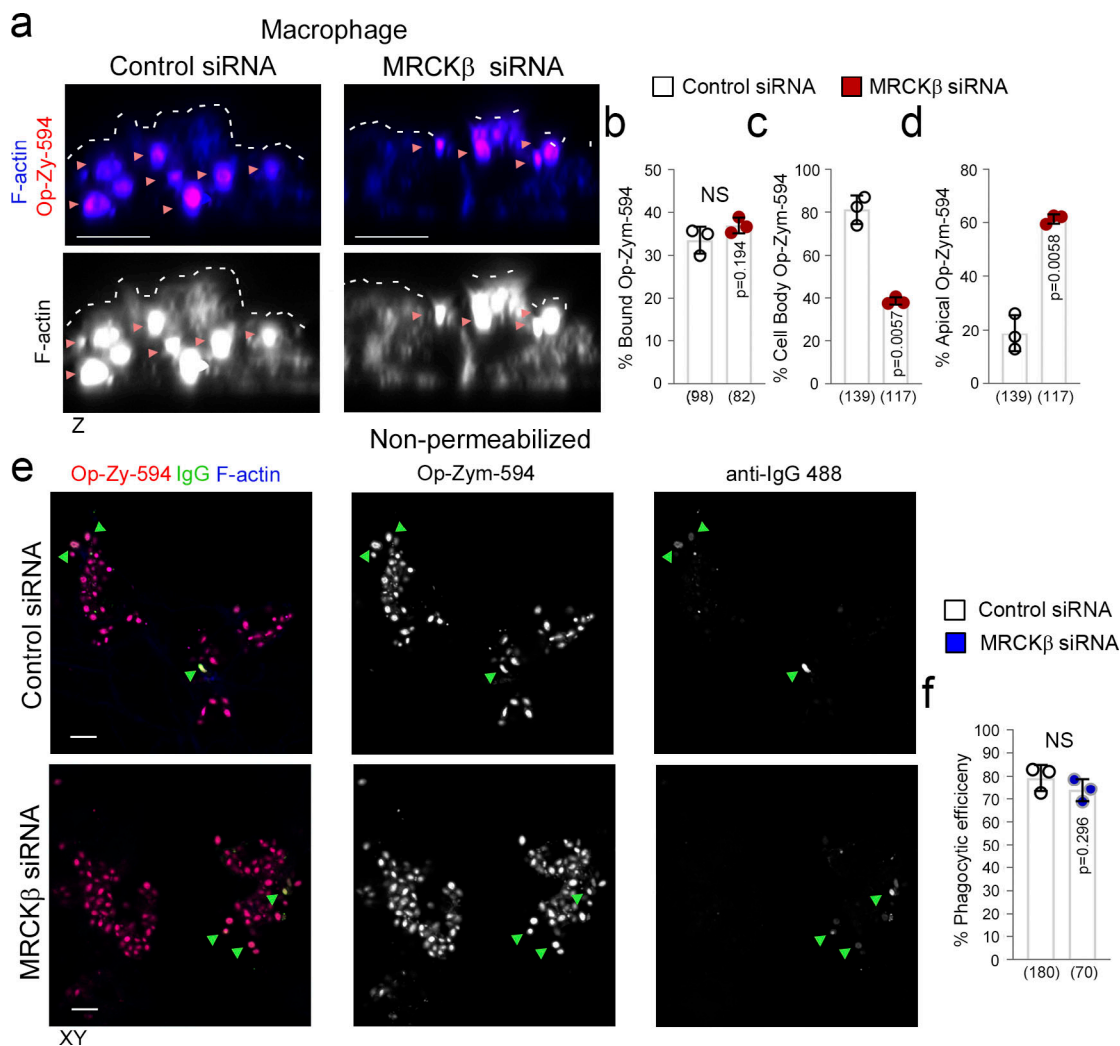 a
Macrophage
Control siRNA
MRCKβ siRNA
F-actin
Op-Zy-594
F-actin
Z
Control siRNA
MRCKβ siRNA
b
% Bound Op-Zym-594
50
40
30
20
10
0
NS
p=0.194
(98) (82)
c
% Cell Body Op-Zym-594
100
80
60
40
20
0
p=0.0057
(139) (117)
d
% Apical Op-Zym-594
80
60
40
20
0
p=0.0058
(139) (117)
Non-permeabilized
e
Op-Zy-594 IgG F-actin
Op-Zym-594
anti-IgG 488
Control siRNA
MRCKβ siRNA
XY
Control siRNA
MRCKβ siRNA
f
% Phagocytic efficiceny
100
90
80
70
60
50
40
30
20
10
0
NS
p=0.296
(180) (70)